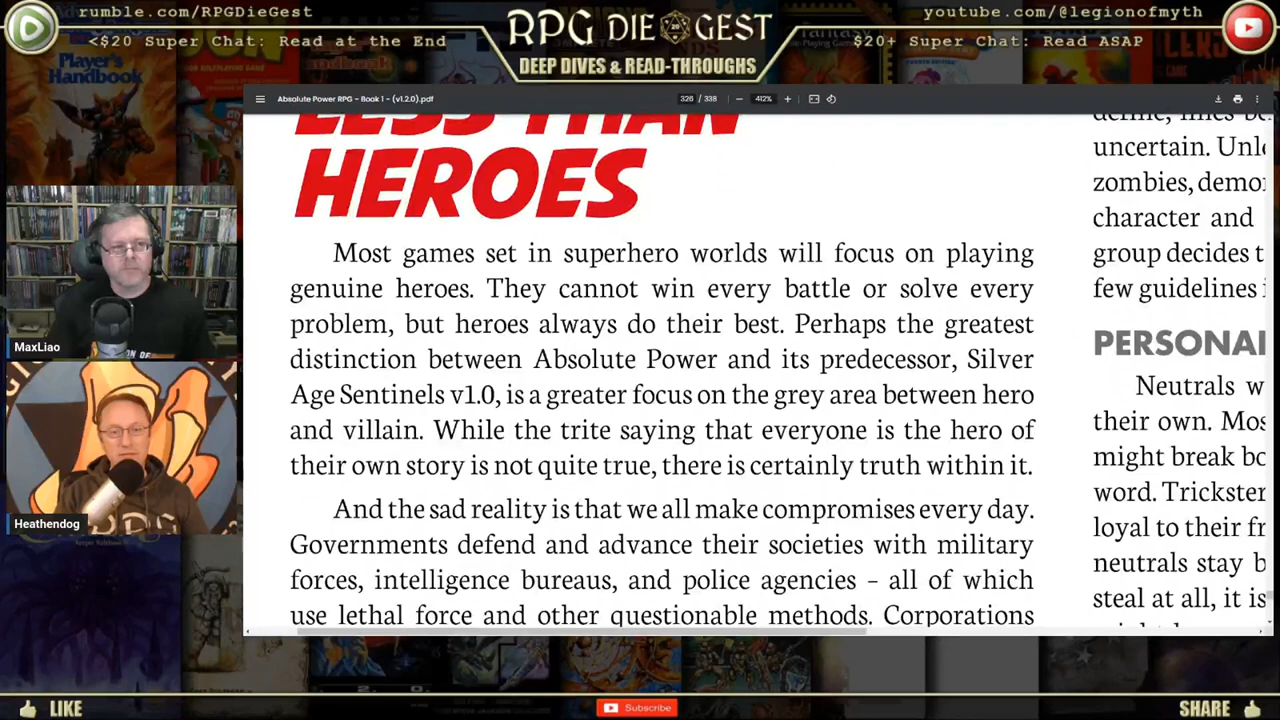 rumble.com/RPGDieGest
<$20 Super Chat: Read at the End
RPG DIE GEST
DEEP DIVES & READ-THROUGHS
youtube.com/@legionofmyth
$20+ Super Chat: Read ASAP
Player's
Handbook
Absolute Power RPG – Book 1 - (v1.2.0).pdf
326 / 338
412%
LESS THAN
HEROES
Most games set in superhero worlds will focus on playing
genuine heroes. They cannot win every battle or solve every
problem, but heroes always do their best. Perhaps the greatest
distinction between Absolute Power and its predecessor, Silver
Age Sentinels v1.0, is a greater focus on the grey area between hero
and villain. While the trite saying that everyone is the hero of
their own story is not quite true, there is certainly truth within it.
And the sad reality is that we all make compromises every day.
Governments defend and advance their societies with military
forces, intelligence bureaus, and police agencies – all of which
use lethal force and other questionable methods. Corporations
uncertain. Unle
zombies, demo
character and
group decides t
few guidelines i
PERSONA
Neutrals w
their own. Mos
might break bo
word. Trickster
loyal to their fr
neutrals stay b
steal at all, it is
MaxLiao
Heathendog
LIKE
Subscribe
SHARE